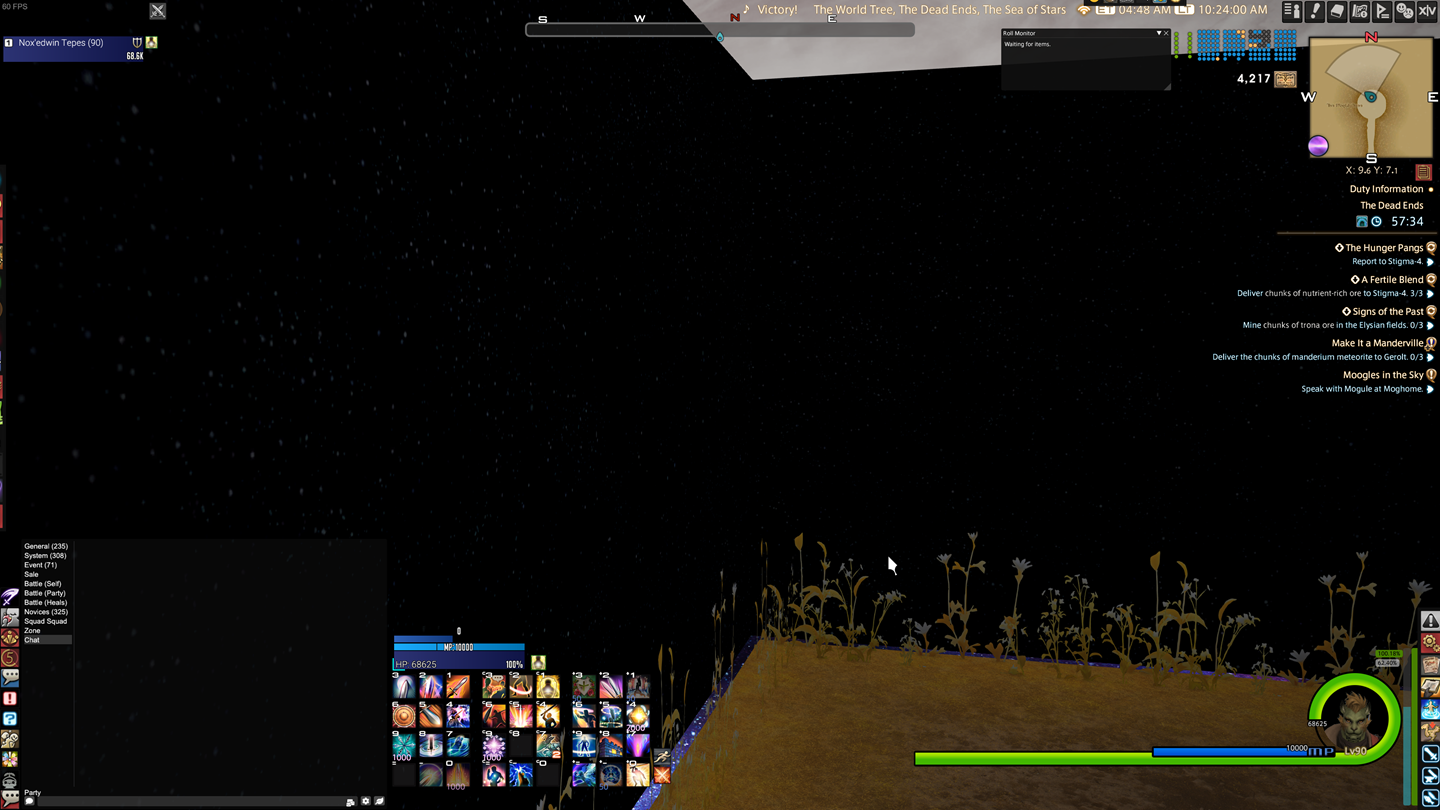 60 FPS
S W N E
♪ Victory! The World Tree, The Dead Ends, The Sea of Stars ET 04:48 AM LT 10:24:00 AM
1 Nox'edwin Tepes (90)
68.6K
Roll Monitor
Waiting for items.
4,217
N
W E
S
X: 9.6 Y: 7.1
Duty Information
The Dead Ends
57:34
The Hunger Pangs
Report to Stigma-4.
A Fertile Blend
Deliver chunks of nutrient-rich ore to Stigma-4. 3/3
Signs of the Past
Mine chunks of trona ore in the Elysian fields. 0/3
Make It a Manderville
Deliver the chunks of manderium meteorite to Gerolt. 0/3
Moogles in the Sky
Speak with Mogule at Moghome.
General (235)
System (308)
Event (71)
Sale
Battle (Self)
Battle (Party)
Battle (Heals)
Novices (325)
Squad Squad
Zone
Chat
Party
0
MP 10000
HP: 68625 100%
100.18%
62.40%
68625
10000 MP Lv90